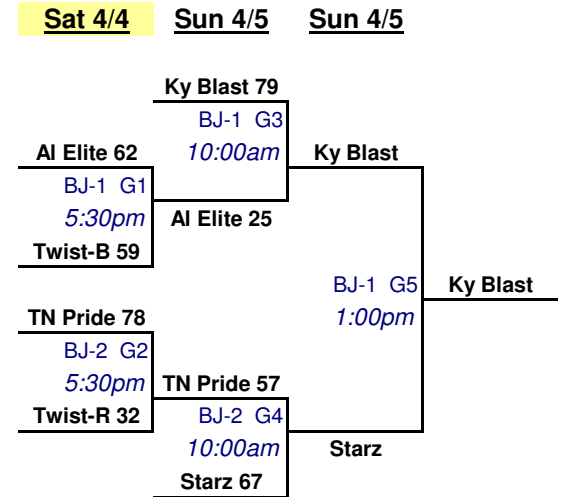 Sat 4/4 Sun 4/5 Sun 4/5
Ky Blast 79
BJ-1 G3
Al Elite 62 10:00am Ky Blast
BJ-1 G1
5:30pm Al Elite 25
Twist-B 59
BJ-1 G5 Ky Blast
TN Pride 78 1:00pm
BJ-2 G2
5:30pm TN Pride 57
Twist-R 32 BJ-2 G4
10:00am Starz
Starz 67